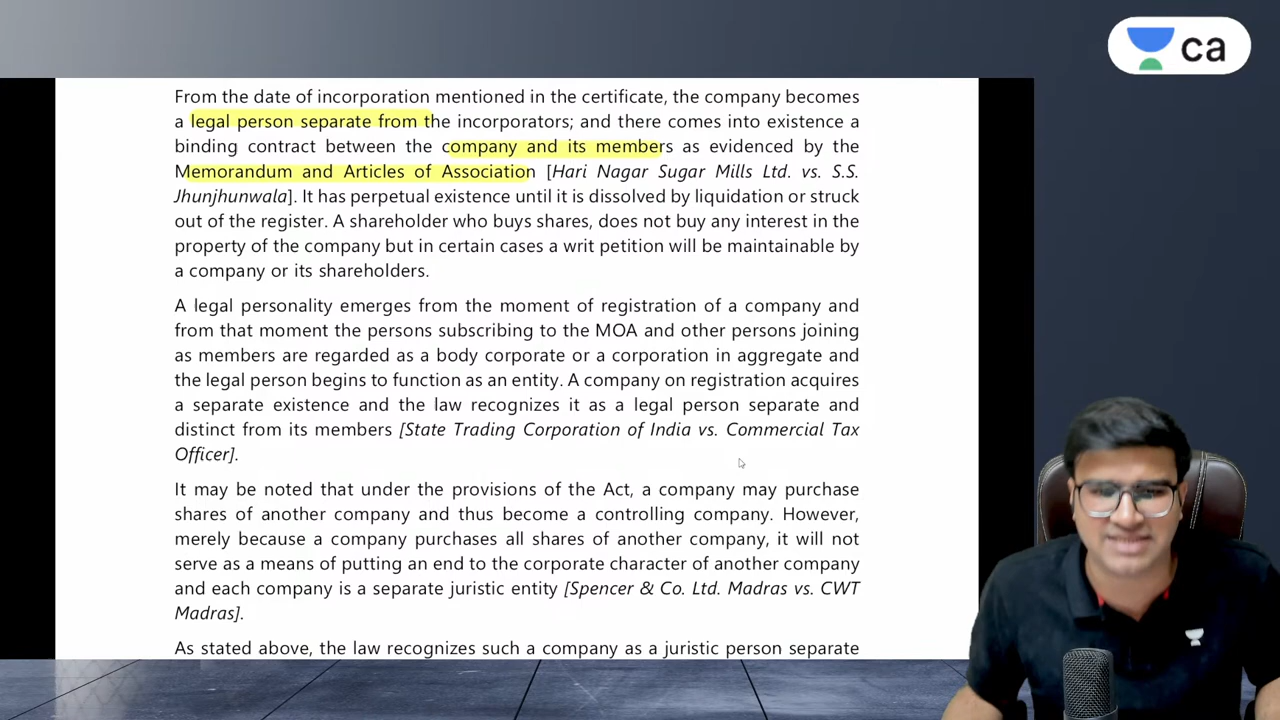 ca
From the date of incorporation mentioned in the certificate, the company becomes
a legal person separate from the incorporators; and there comes into existence a
binding contract between the company and its members as evidenced by the
Memorandum and Articles of Association [Hari Nagar Sugar Mills Ltd. vs. S.S.
Jhunjhunwala]. It has perpetual existence until it is dissolved by liquidation or struck
out of the register. A shareholder who buys shares, does not buy any interest in the
property of the company but in certain cases a writ petition will be maintainable by
a company or its shareholders.
A legal personality emerges from the moment of registration of a company and
from that moment the persons subscribing to the MOA and other persons joining
as members are regarded as a body corporate or a corporation in aggregate and
the legal person begins to function as an entity. A company on registration acquires
a separate existence and the law recognizes it as a legal person separate and
distinct from its members [State Trading Corporation of India vs. Commercial Tax
Officer].
It may be noted that under the provisions of the Act, a company may purchase
shares of another company and thus become a controlling company. However,
merely because a company purchases all shares of another company, it will not
serve as a means of putting an end to the corporate character of another company
and each company is a separate juristic entity [Spencer & Co. Ltd. Madras vs. CWT
Madras].
As stated above, the law recognizes such a company as a juristic person separate